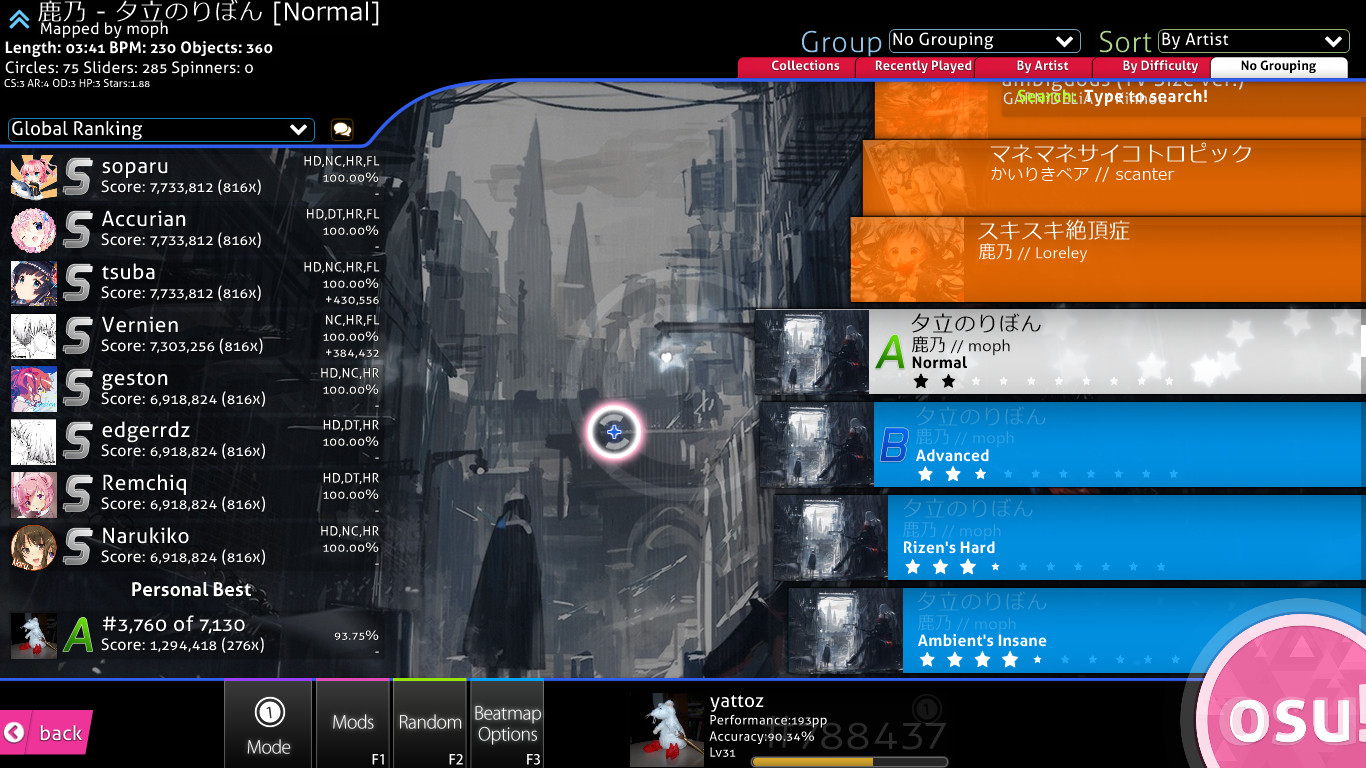 鹿乃 - 夕立のりぼん [Normal]
Mapped by moph
Length: 03:41 BPM: 230 Objects: 360
Circles: 75 Sliders: 285 Spinners: 0
CS:3 AR:4 OD:3 HP:3 Stars:1.88
Group No Grouping Sort By Artist
Collections Recently Played By Artist By Difficulty No Grouping
Search: Type to search!
Global Ranking
soparu HD,NC,HR,FL
Score: 7,733,812 (816x) 100.00%
-
Accurian HD,DT,HR,FL
Score: 7,733,812 (816x) 100.00%
-
tsuba HD,NC,HR,FL
Score: 7,733,812 (816x) 100.00%
+430,556
Vernien NC,HR,FL
Score: 7,303,256 (816x) 100.00%
+384,432
geston HD,NC,HR
Score: 6,918,824 (816x) 100.00%
-
edgerrdz HD,DT,HR
Score: 6,918,824 (816x) 100.00%
-
Remchiq HD,DT,HR
Score: 6,918,824 (816x) 100.00%
-
Narukiko HD,NC,HR
Score: 6,918,824 (816x) 100.00%
-
Personal Best
#3,760 of 7,130
Score: 1,294,418 (276x) 93.75%
-
マネマネサイコトロピック
かいりきベア // scanter
スキスキ絶頂症
鹿乃 // Loreley
A
夕立のりぼん
鹿乃 // moph
Normal
B
夕立のりぼん
鹿乃 // moph
Advanced
夕立のりぼん
鹿乃 // moph
Rizen's Hard
夕立のりぼん
鹿乃 // moph
Ambient's Insane
back
1
Mode
Mods
F1
Random
F2
Beatmap
Options
F3
yattoz
Performance:193pp
Accuracy:90.34%
Lv31
osu!